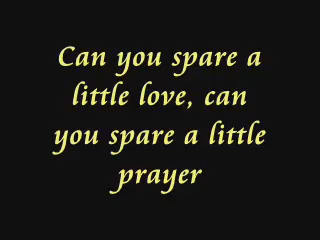 Can you spare a
little love, can
you spare a little
prayer